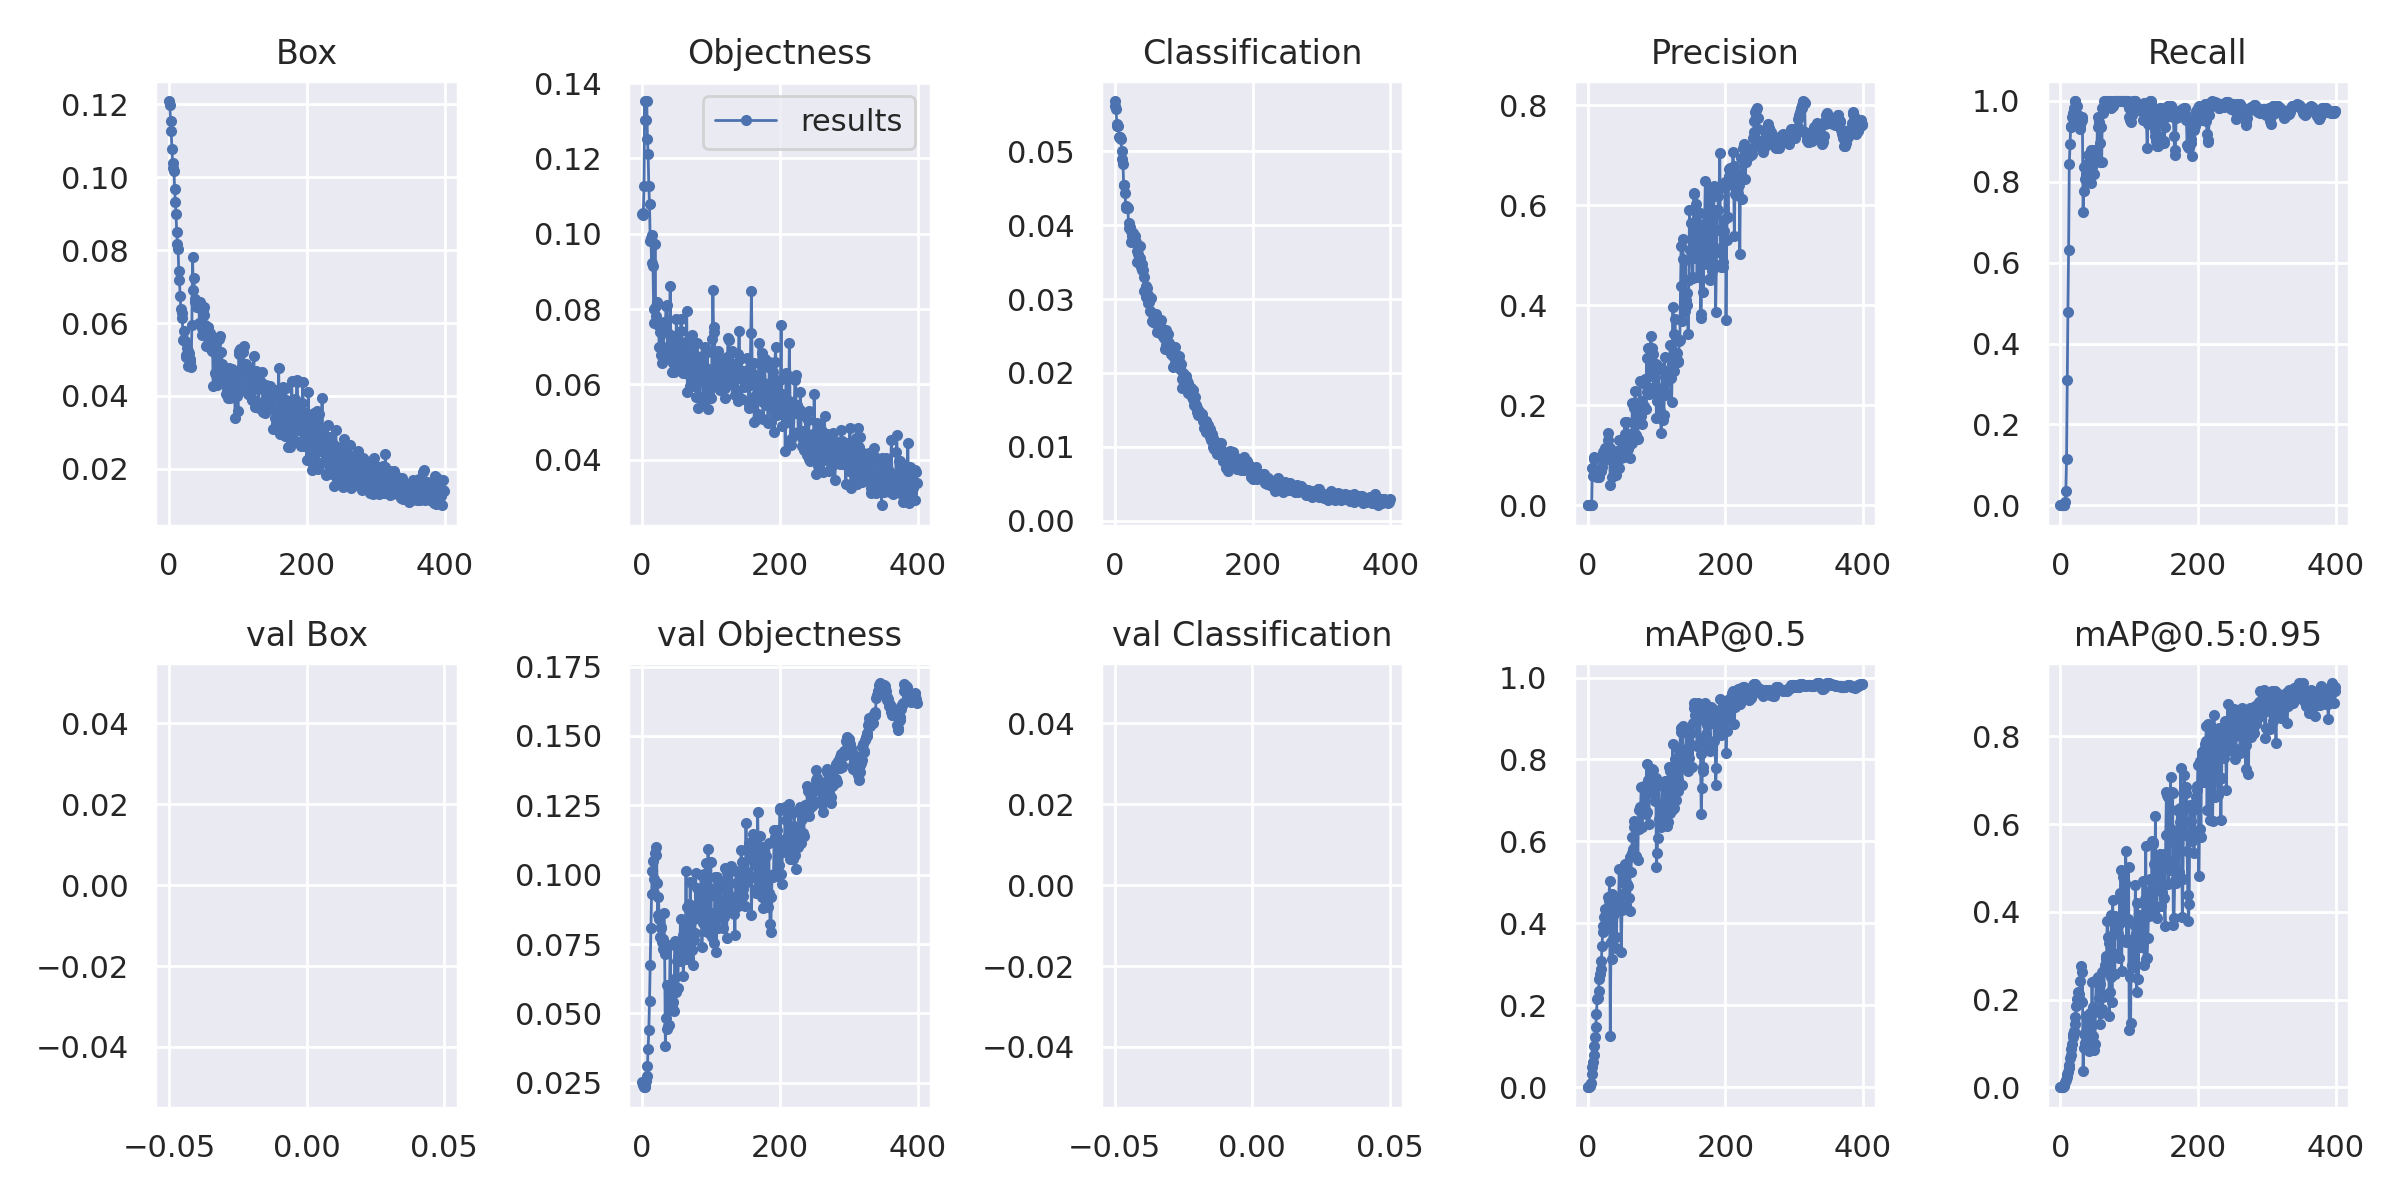 Box
0.12
0.10
0.08
0.06
0.04
0.02
0 200 400
Objectness
results
0.14
0.12
0.10
0.08
0.06
0.04
0 200 400
Classification
0.05
0.04
0.03
0.02
0.01
0.00
0 200 400
Precision
0.8
0.6
0.4
0.2
0.0
0 200 400
Recall
1.0
0.8
0.6
0.4
0.2
0.0
0 200 400
val Box
0.04
0.02
0.00
−0.02
−0.04
−0.05 0.00 0.05
val Objectness
0.175
0.150
0.125
0.100
0.075
0.050
0.025
0 200 400
val Classification
0.04
0.02
0.00
−0.02
−0.04
−0.05 0.00 0.05
mAP@0.5
1.0
0.8
0.6
0.4
0.2
0.0
0 200 400
mAP@0.5:0.95
0.8
0.6
0.4
0.2
0.0
0 200 400